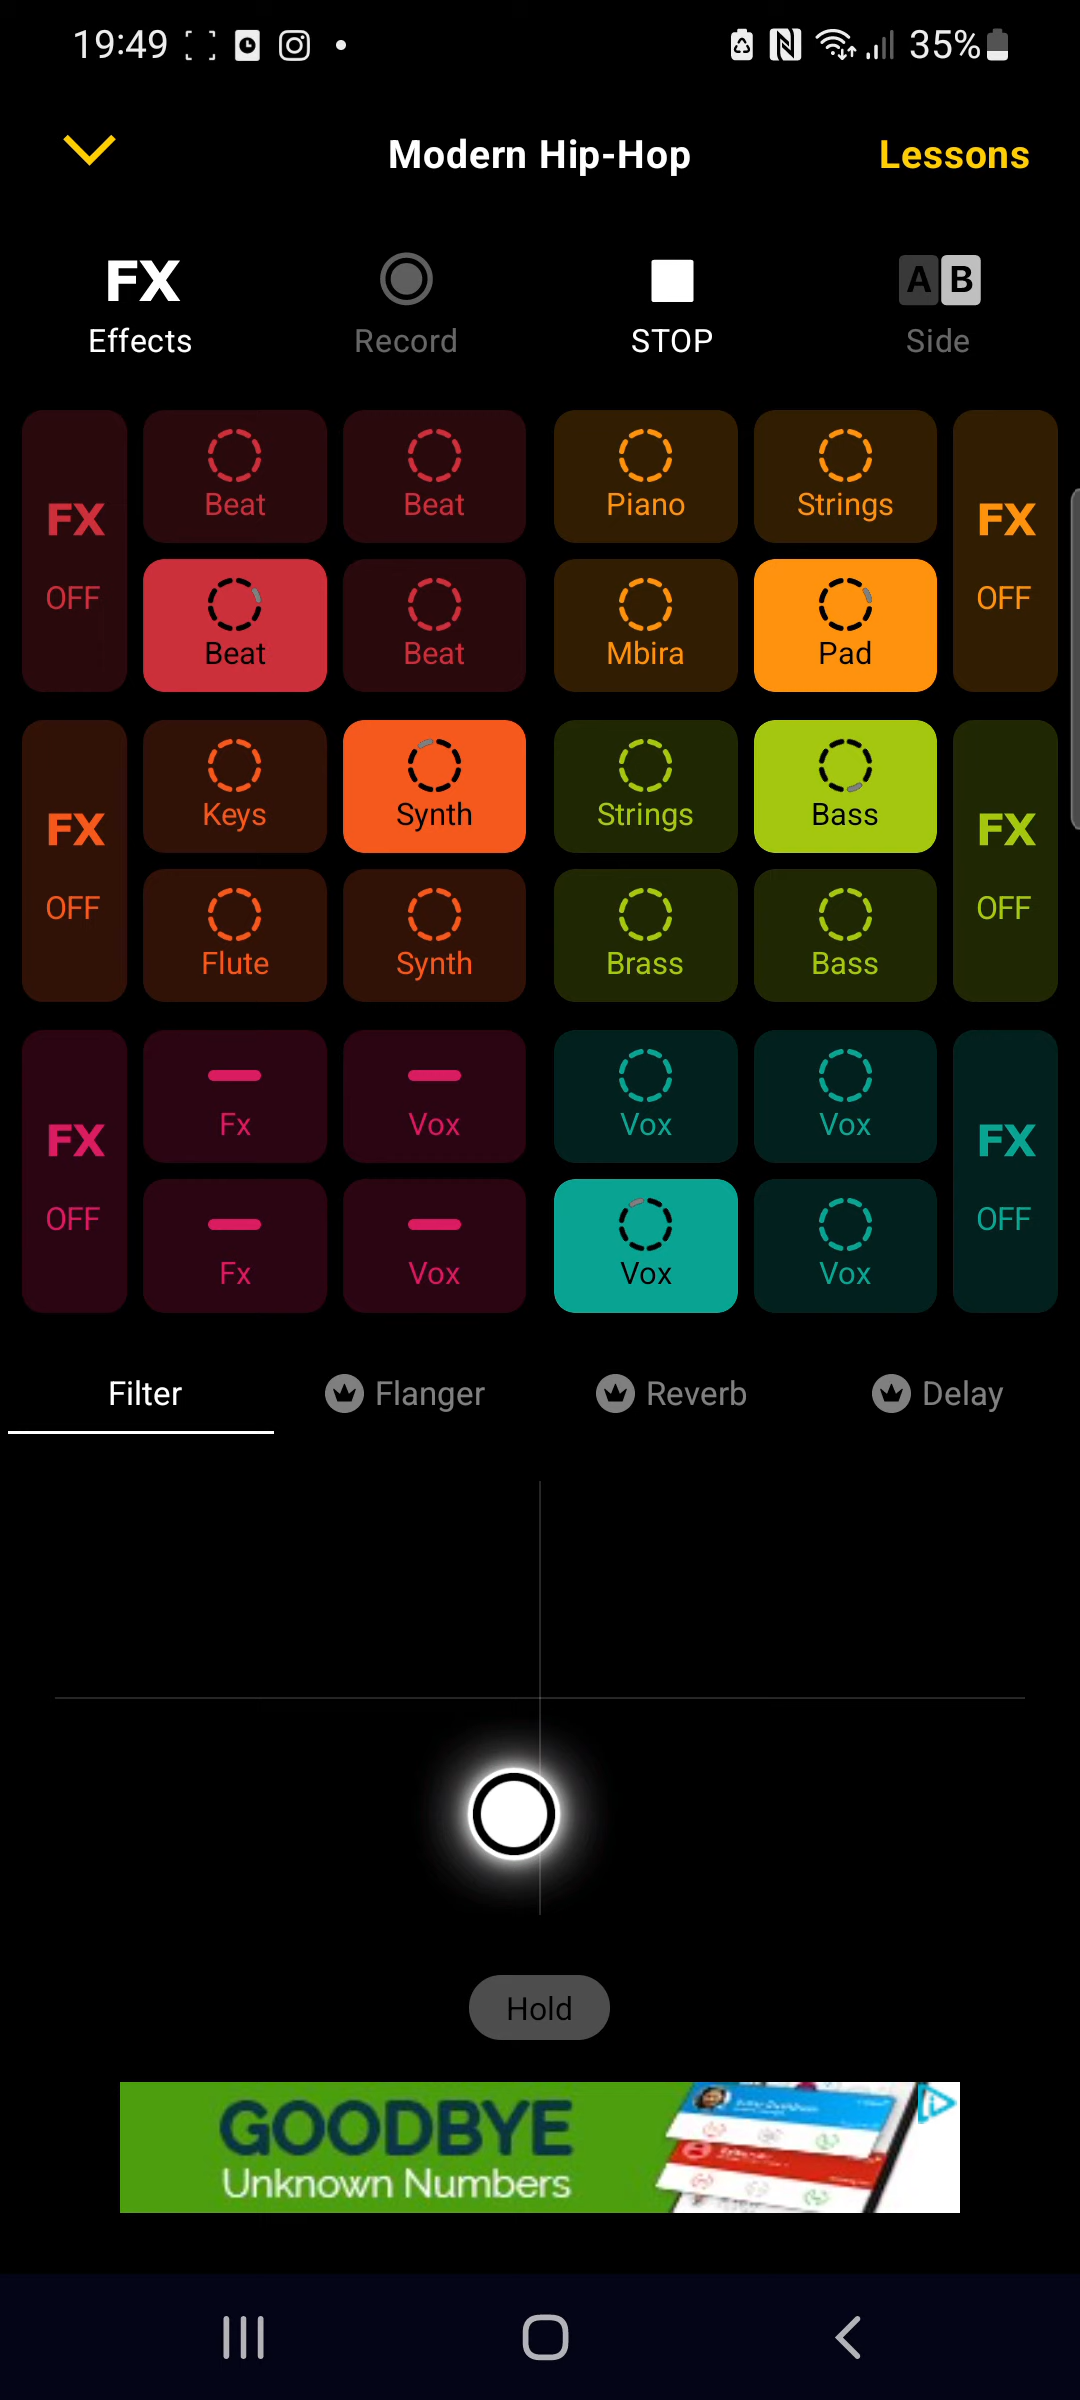 19:49 35%
Modern Hip-Hop Lessons
FX A B
Effects Record STOP Side
Beat Beat Piano Strings
FX FX
OFF OFF
Beat Beat Mbira Pad
Keys Synth Strings Bass
FX FX
OFF OFF
Flute Synth Brass Bass
Fx Vox Vox Vox
FX FX
OFF OFF
Fx Vox Vox Vox
Filter Flanger Reverb Delay
Hold
GOODBYE
Unknown Numbers